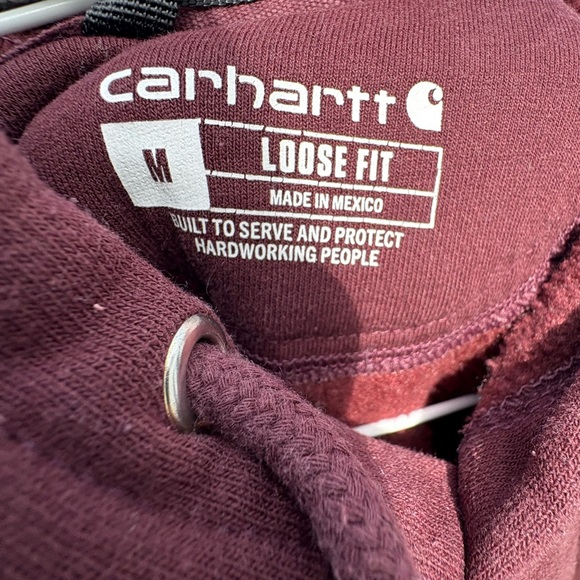 carhartt
M
LOOSE FIT
MADE IN MEXICO
BUILT TO SERVE AND PROTECT
HARDWORKING PEOPLE